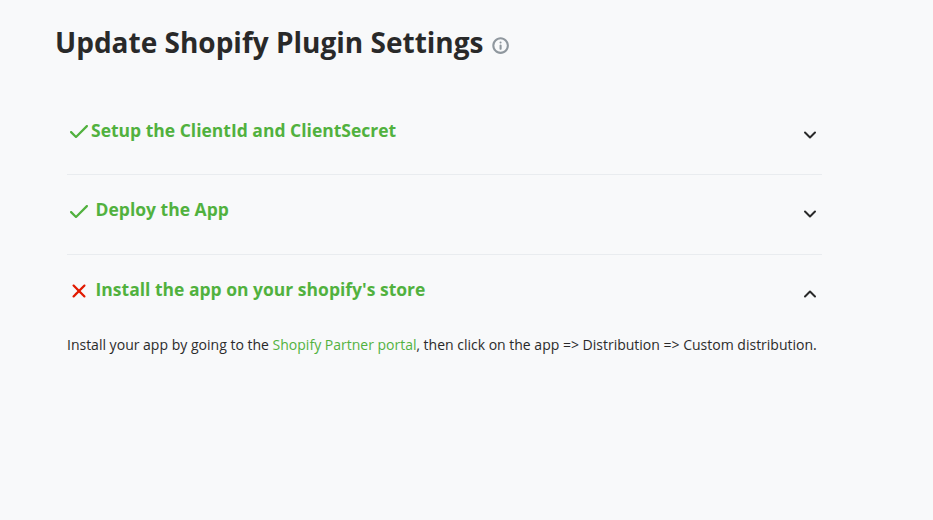 Update Shopify Plugin Settings
Setup the ClientId and ClientSecret
Deploy the App
Install the app on your shopify's store
Install your app by going to the Shopify Partner portal, then click on the app => Distribution => Custom distribution.